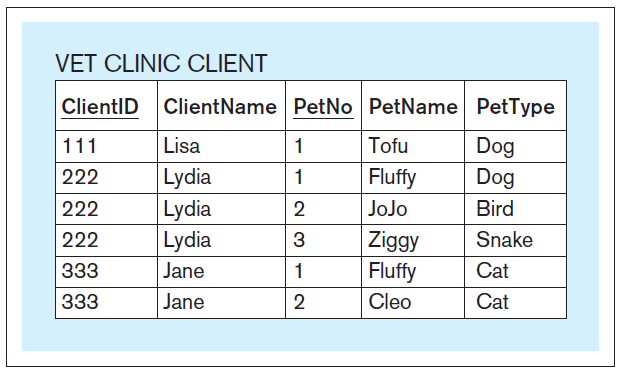 VET CLINIC CLIENT
ClientID ClientName PetNo PetName PetType
111 Lisa 1 Tofu Dog
222 Lydia 1 Fluffy Dog
222 Lydia 2 JoJo Bird
222 Lydia 3 Ziggy Snake
333 Jane 1 Fluffy Cat
333 Jane 2 Cleo Cat